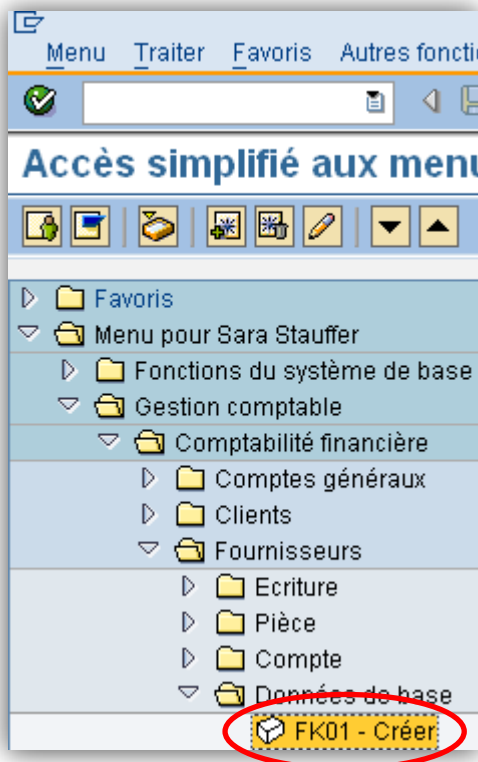 Menu Traiter Favoris Autres foncti
Accès simplifié aux menu
Favoris
Menu pour Sara Stauffer
Fonctions du système de base
Gestion comptable
Comptabilité financière
Comptes généraux
Clients
Fournisseurs
Ecriture
Pièce
Compte
Données de base
FK01 - Créer